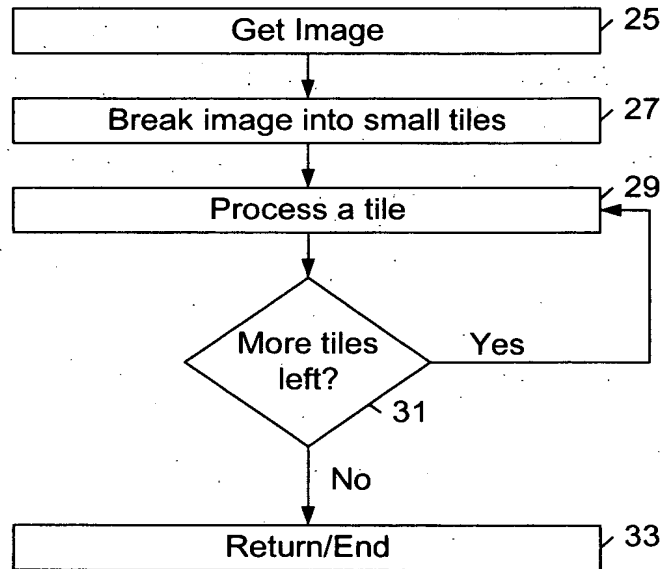 Get Image
25
Break image into small tiles
27
29
Process a tile
More tiles
left?
Yes
31
No
Return/End
33